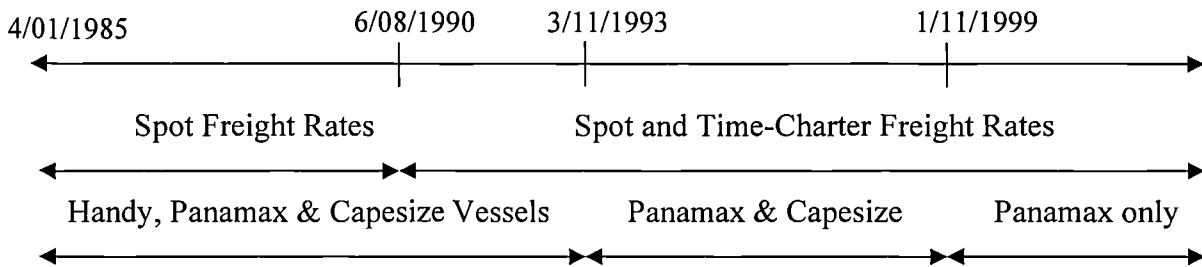 4/01/1985 6/08/1990 3/11/1993 1/11/1999
Spot Freight Rates Spot and Time-Charter Freight Rates
Handy, Panamax & Capesize Vessels Panamax & Capesize Panamax only